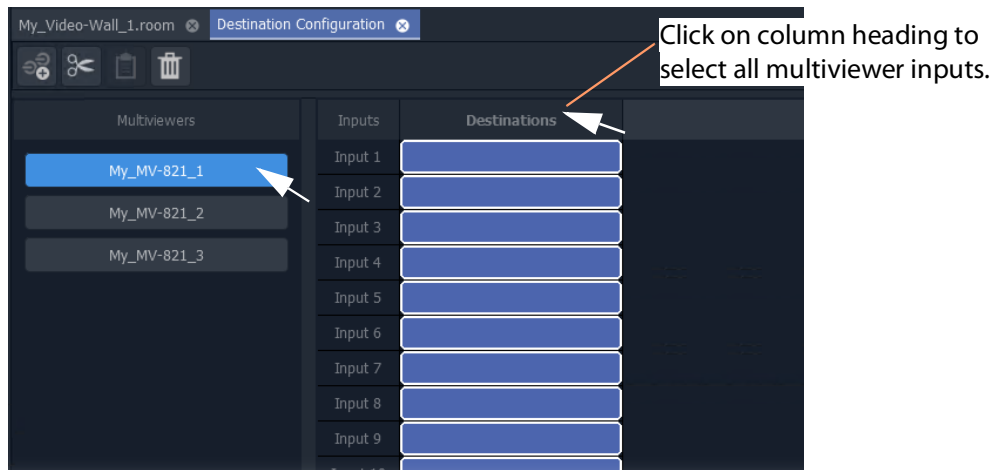 My_Video-Wall_1.room
Destination Configuration
Click on column heading to
select all multiviewer inputs.
Multiviewers
Inputs
Destinations
My_MV-821_1
My_MV-821_2
My_MV-821_3
Input 1
Input 2
Input 3
Input 4
Input 5
Input 6
Input 7
Input 8
Input 9